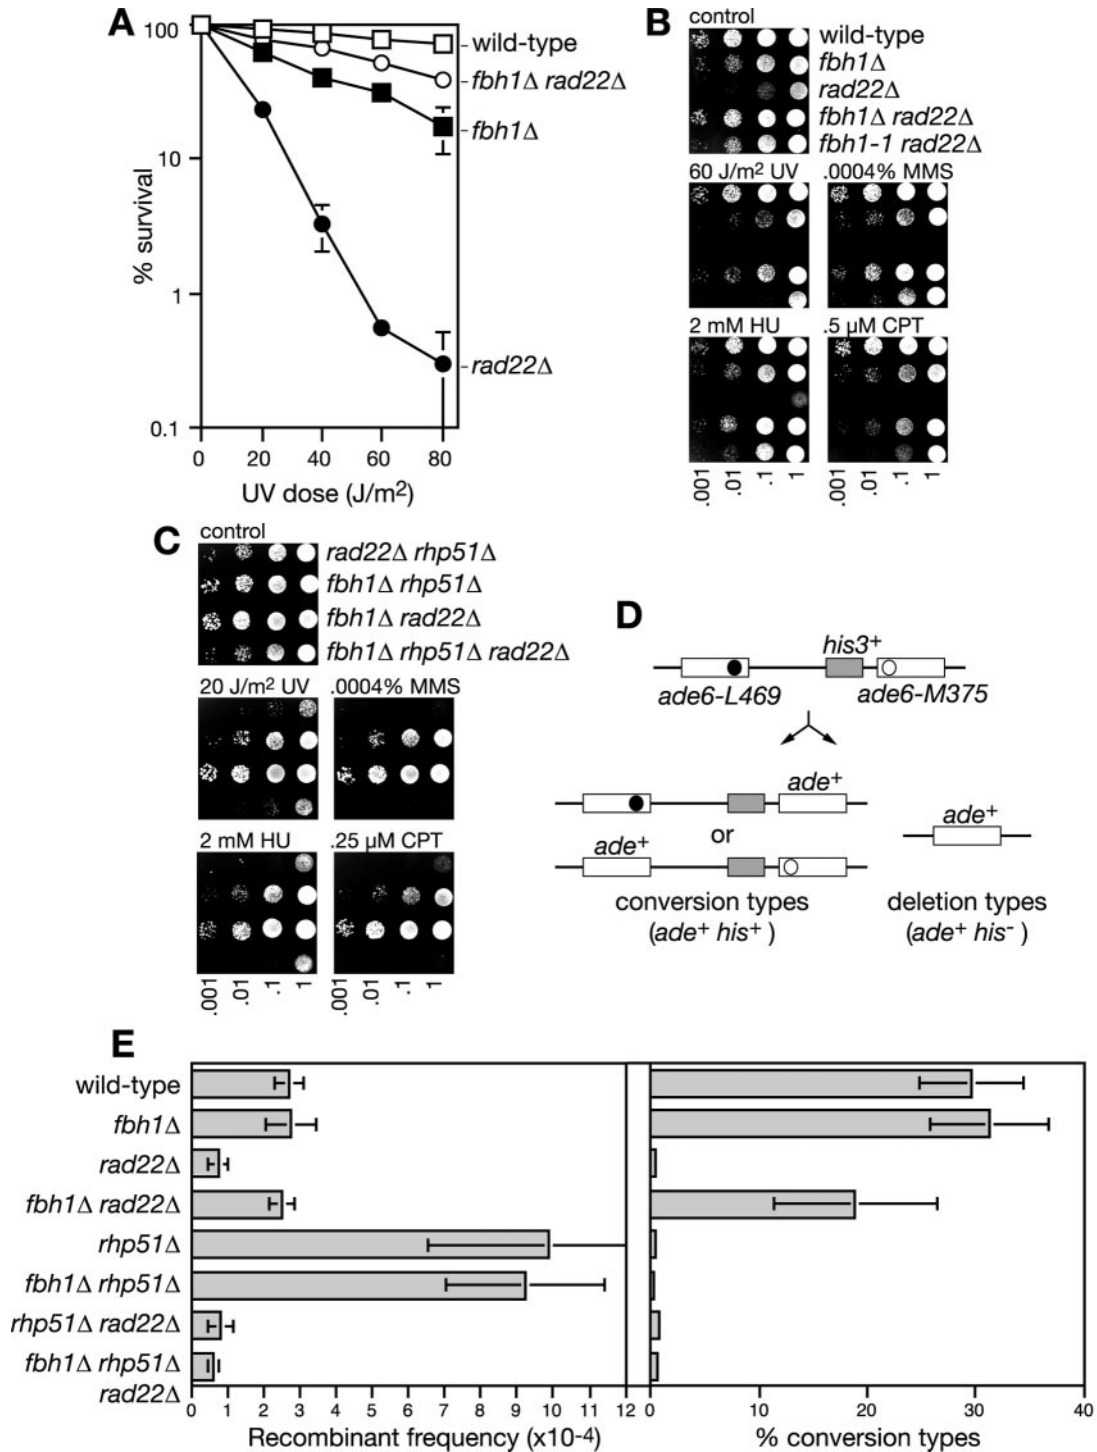 A
100
10
1
0.1
% survival
0 20 40 60 80
UV dose (J/m2)
wild-type
fbh1Δ rad22Δ
fbh1Δ
rad22Δ
B
control
wild-type
fbh1Δ
rad22Δ
fbh1Δ rad22Δ
fbh1-1 rad22Δ
60 J/m2 UV
.0004% MMS
2 mM HU
.5 µM CPT
.001 .01 .1 1
.001 .01 .1 1
C
control
rad22Δ rhp51Δ
fbh1Δ rhp51Δ
fbh1Δ rad22Δ
fbh1Δ rhp51Δ rad22Δ
20 J/m2 UV
.0004% MMS
2 mM HU
.25 µM CPT
.001 .01 .1 1
.001 .01 .1 1
D
his3+
ade6-L469
ade6-M375
ade+
or
ade+
ade+
conversion types
(ade+ his+)
deletion types
(ade+ his-)
E
wild-type
fbh1Δ
rad22Δ
fbh1Δ rad22Δ
rhp51Δ
fbh1Δ rhp51Δ
rhp51Δ rad22Δ
fbh1Δ rhp51Δ
rad22Δ
0 1 2 3 4 5 6 7 8 9 10 11 12
Recombinant frequency (x10-4)
0 10 20 30 40
% conversion types